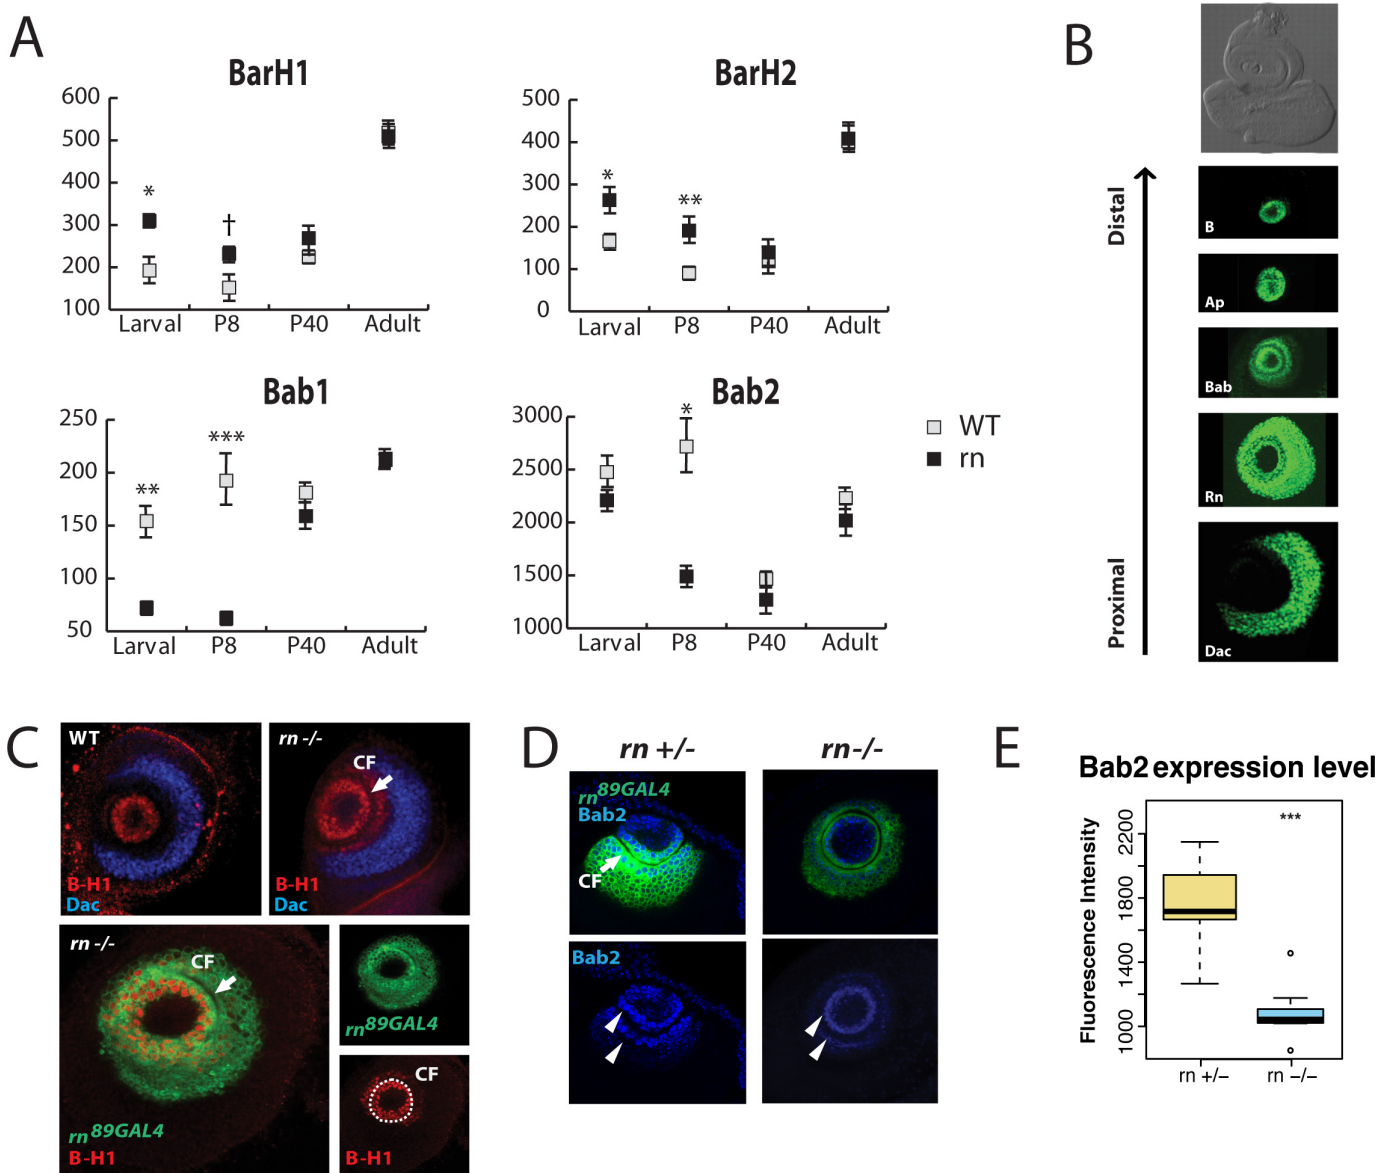 A
BarH1
600
500
400
300
200
100
*
†
Larval P8 P40 Adult
BarH2
500
400
300
200
100
0
*
**
Larval P8 P40 Adult
Bab1
250
200
150
100
50
**
***
Larval P8 P40 Adult
Bab2
3000
2500
2000
1500
1000
*
Larval P8 P40 Adult
WT
rn
B
Distal
Proximal
B
Ap
Bab
Rn
Dac
C
WT
B-H1
Dac
rn -/-
CF
B-H1
Dac
rn -/-
CF
rn89GAL4
B-H1
rn89GAL4
CF
B-H1
D
rn +/-
rn-/-
rn89GAL4
Bab2
CF
Bab2
E
Bab2 expression level
Fluorescence Intensity
2200
1800
1400
1000
***
rn +/–
rn –/–